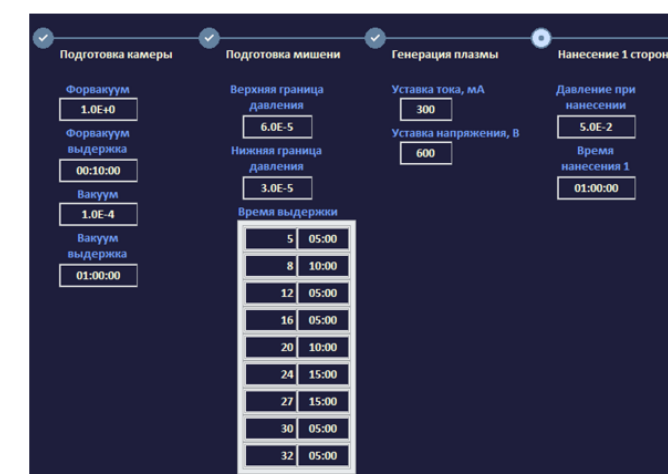 Подготовка камеры
Подготовка мишени
Генерация плазмы
Нанесение 1 сторон
Форвакуум
1.0E+0
Форвакуум
выдержка
00:10:00
Вакуум
1.0E-4
Вакуум
выдержка
01:00:00
Верхняя граница
давления
6.0E-5
Нижняя граница
давления
3.0E-5
Время выдержки
5 05:00
8 10:00
12 05:00
16 05:00
20 10:00
24 15:00
27 15:00
30 05:00
32 05:00
Уставка тока, мА
300
Уставка напряжения, В
600
Давление при
нанесении
5.0E-2
Время
нанесения 1
01:00:00